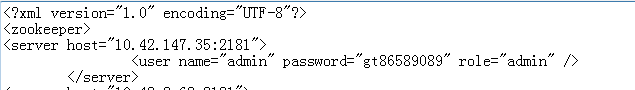 <?xml version="1.0" encoding="UTF-8"?>
<zookeeper>
<server host="10.42.147.35:2181">
<user name="admin" password="gt86589089" role="admin" />
</server>